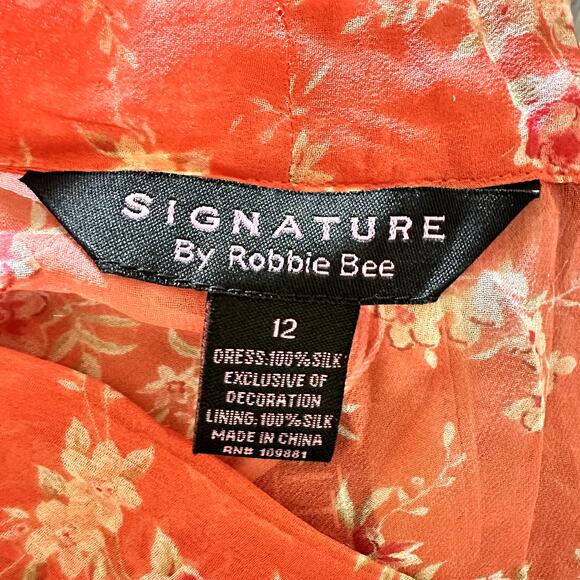 SIGNATURE
By Robbie Bee
12
DRESS:100%SILK
EXCLUSIVE OF
DECORATION
LINING:100%SILK
MADE IN CHINA
RN# 109881